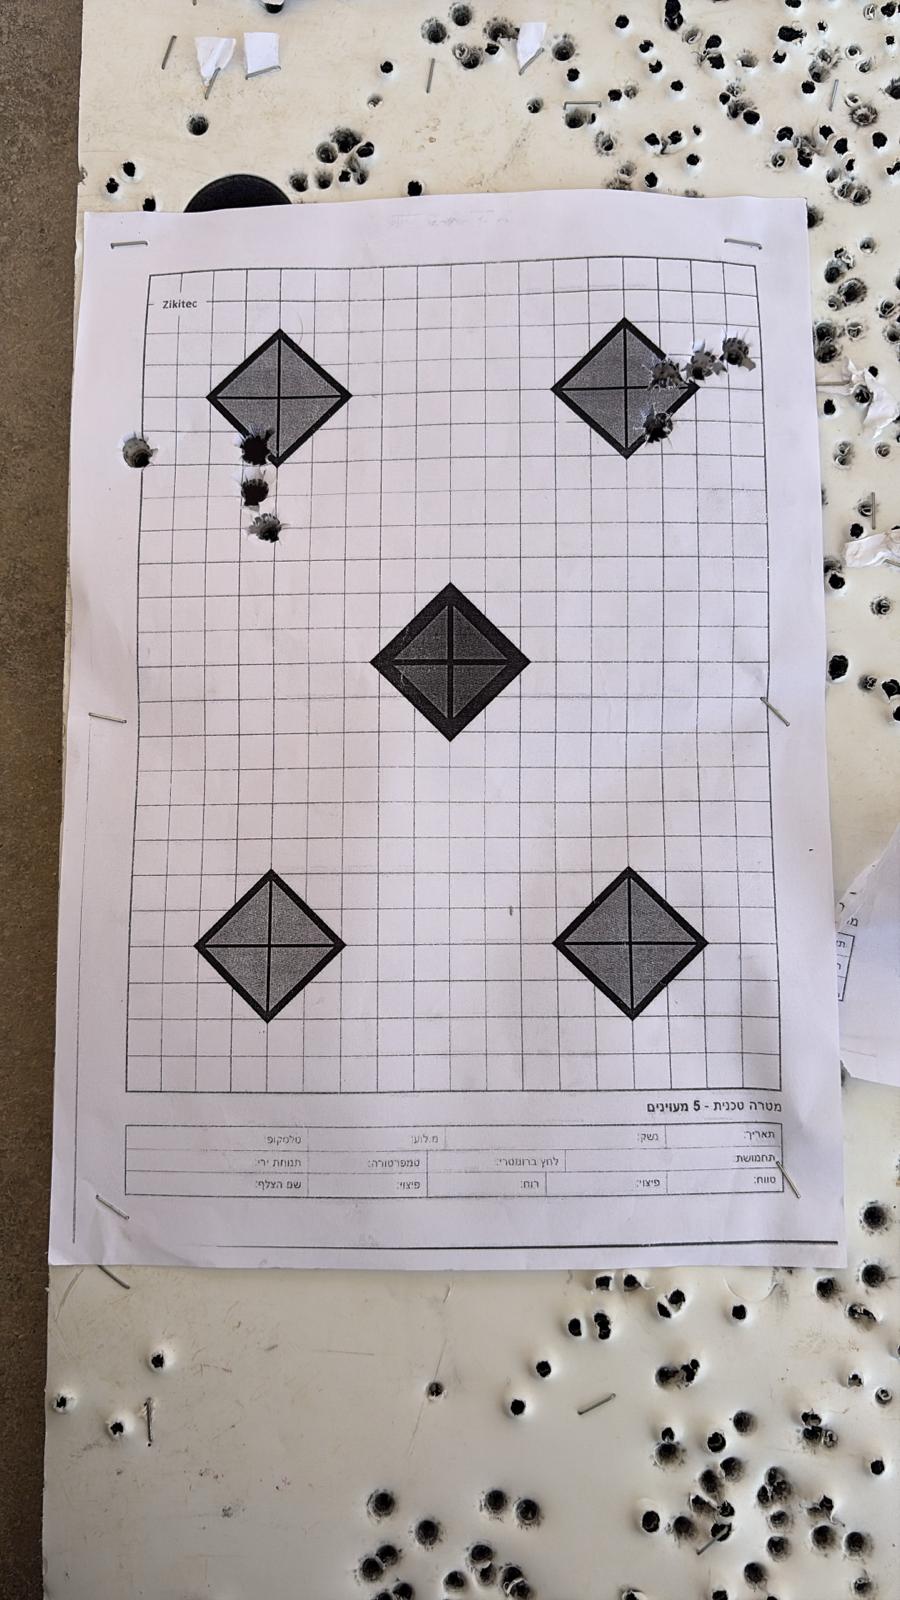 Zikitec
מטרה טכנית - 5 מעוינים
תאריך: נשק: מ.לוע: טלסקופ:
תחמושת: לחץ ברומטרי: טמפרטורה: תנוחת ירי:
טווח: פיצוי: רוח: פיצוי: שם הצלף: